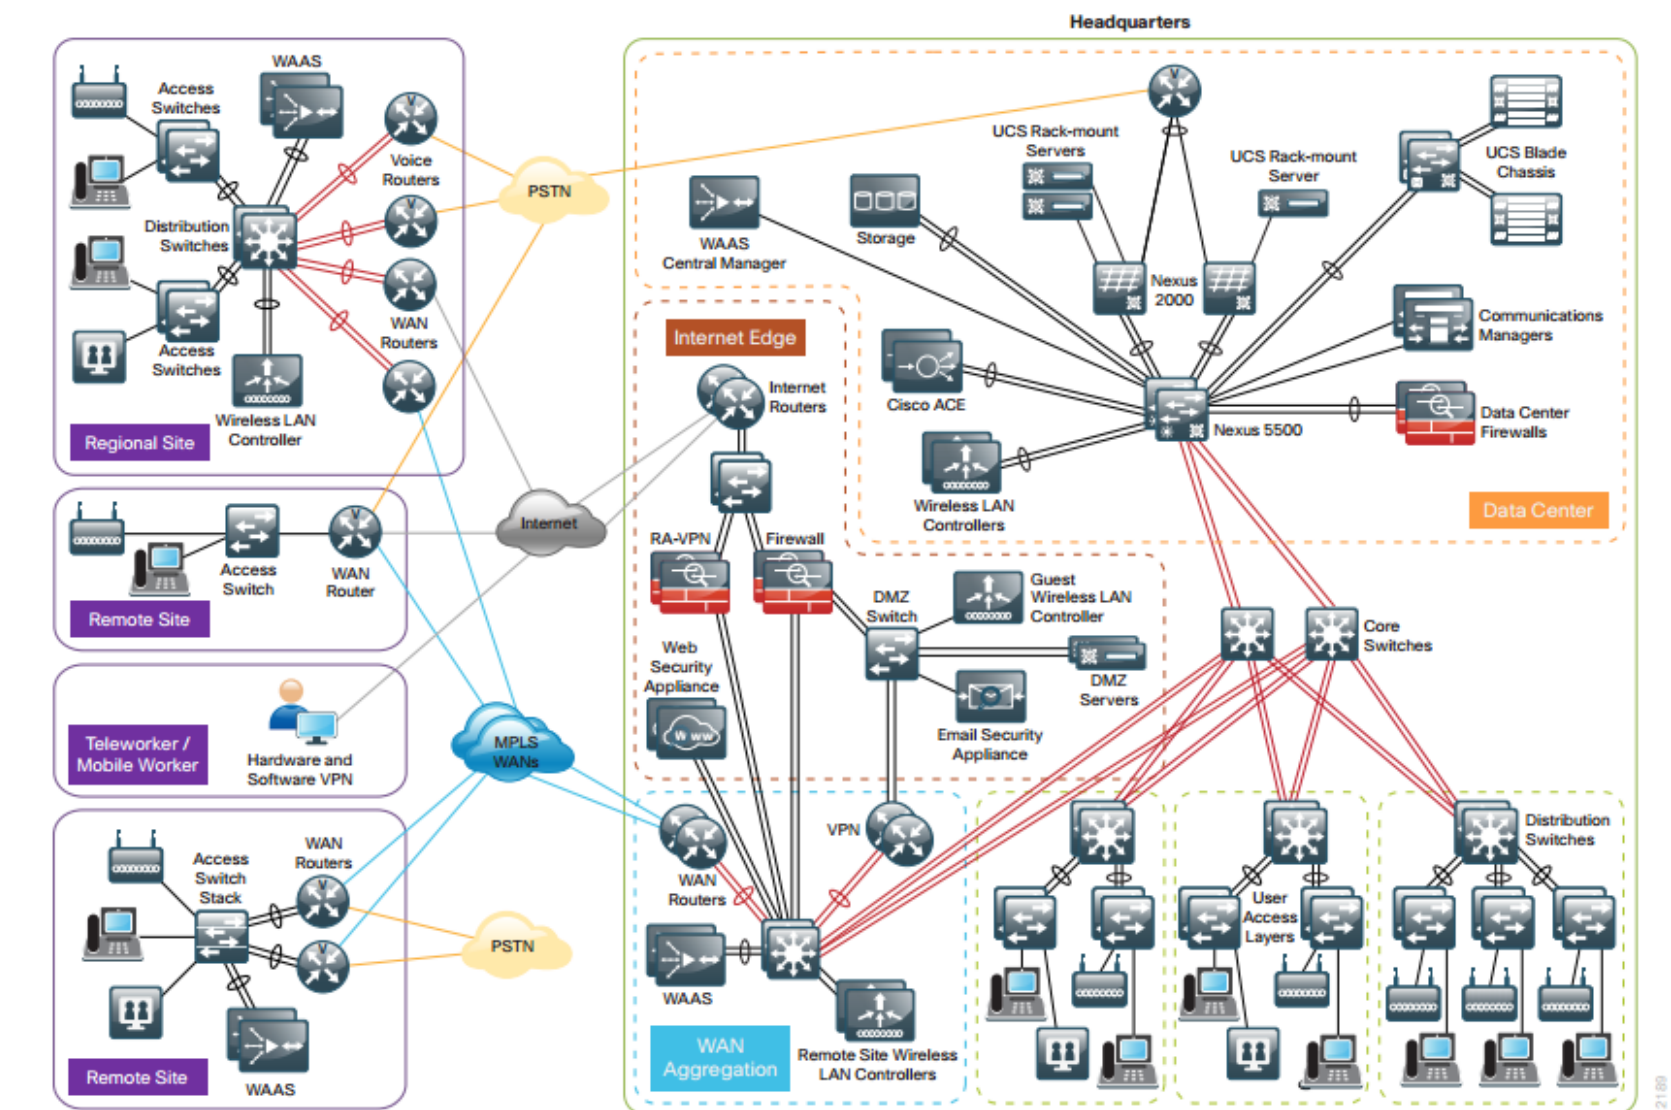 Headquarters
WAAS
Access
Switches
V
Voice
Routers
Distribution
Switches
V
WAN
Routers
Access
Switches
Wireless LAN
Controller
Regional Site
PSTN
V
UCS Rack-mount
Servers
UCS Rack-mount
Server
UCS Blade
Chassis
WAAS
Central Manager
Storage
Nexus
2000
Communications
Managers
Cisco ACE
Nexus 5500
Data Center
Firewalls
Wireless LAN
Controllers
Data Center
Internet Edge
Internet
Routers
RA-VPN
Firewall
DMZ
Switch
Guest
Wireless LAN
Controller
DMZ
Servers
Email Security
Appliance
Web
Security
Appliance
W ww
Internet
V
Access
Switch
WAN
Router
Remote Site
Teleworker /
Mobile Worker
Hardware and
Software VPN
MPLS
WANs
Core
Switches
Access
Switch
Stack
WAN
Routers
V
V
PSTN
WAAS
Remote Site
WAN
Routers
VPN
WAAS
WAN
Aggregation
Remote Site Wireless
LAN Controllers
User
Access
Layers
Distribution
Switches
2189